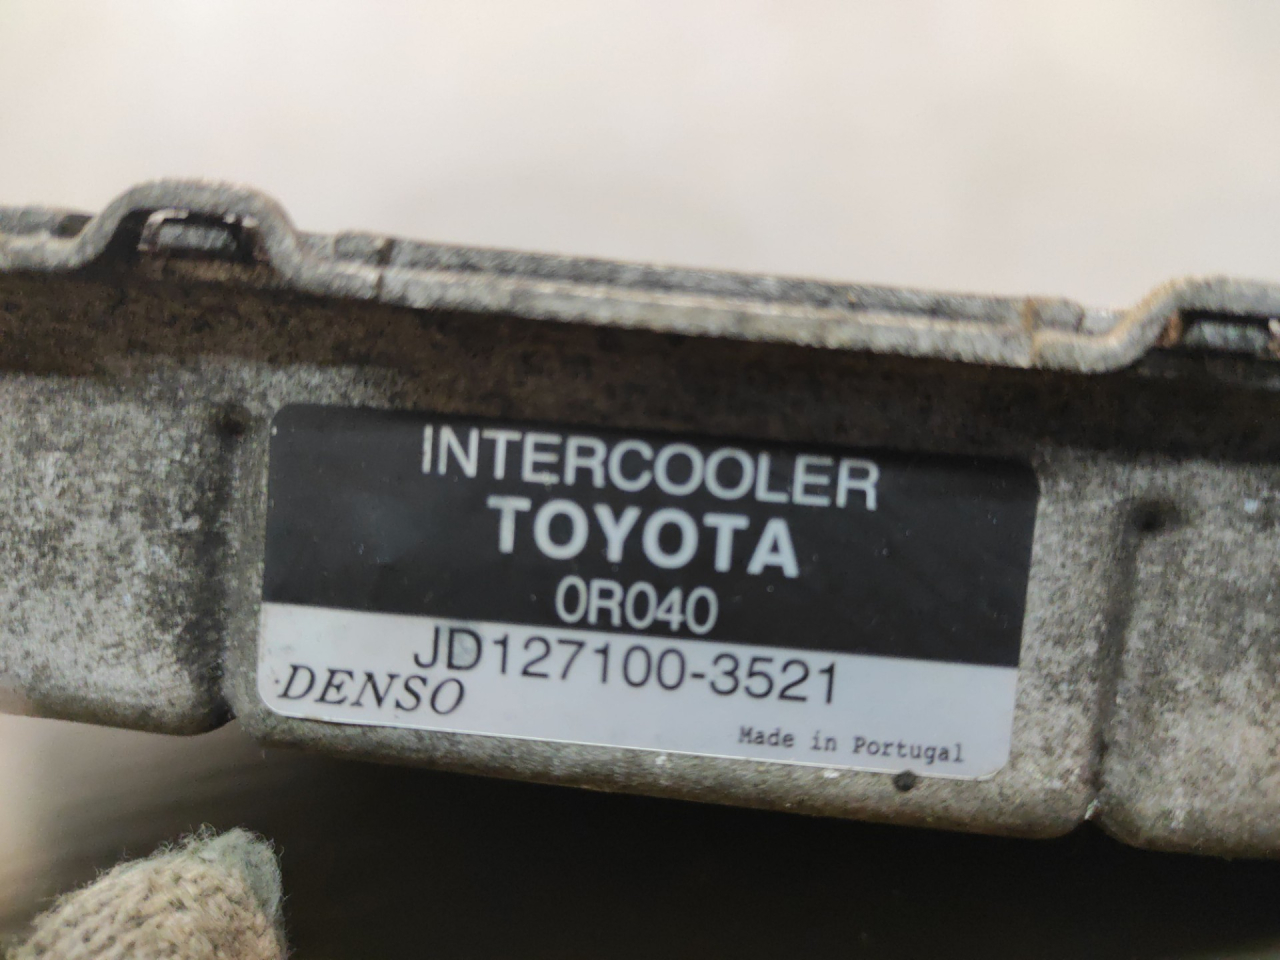 INTERCOOLER
TOYOTA
0R040
JD127100-3521
DENSO
Made in Portugal